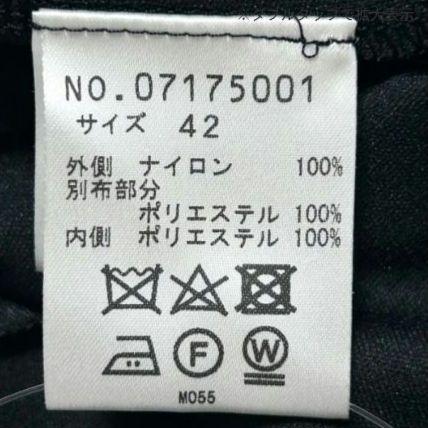 NO.07175001
サイズ 42
外側 ナイロン 100%
別布部分
ポリエステル 100%
内側 ポリエステル 100%
F W
M055